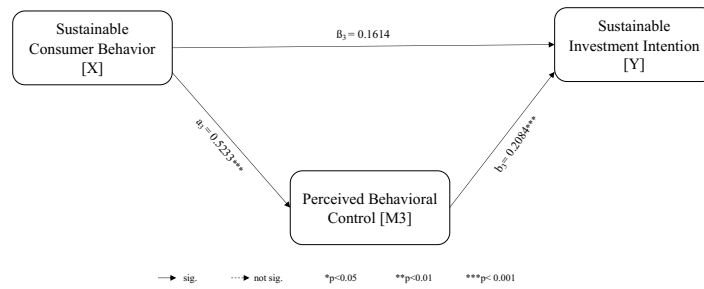 Sustainable
Consumer Behavior
[X]
ß₃ = 0.1614
Sustainable
Investment Intention
[Y]
a₃ = 0.5233***
b₃= 0.2084***
Perceived Behavioral
Control [M3]
sig. not sig. *p<0.05 **p<0.01 ***p< 0.001